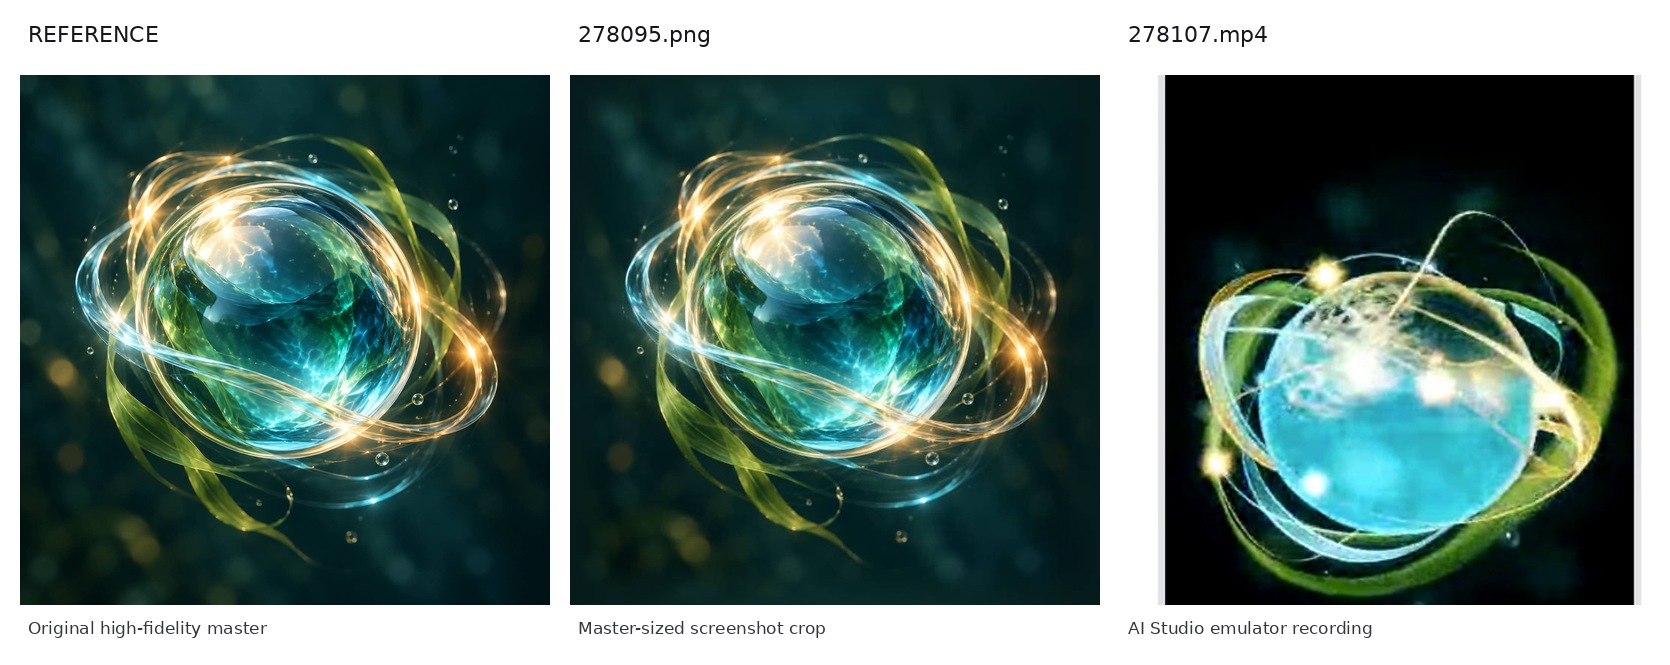 REFERENCE
278095.png
278107.mp4
Original high-fidelity master
Master-sized screenshot crop
AI Studio emulator recording